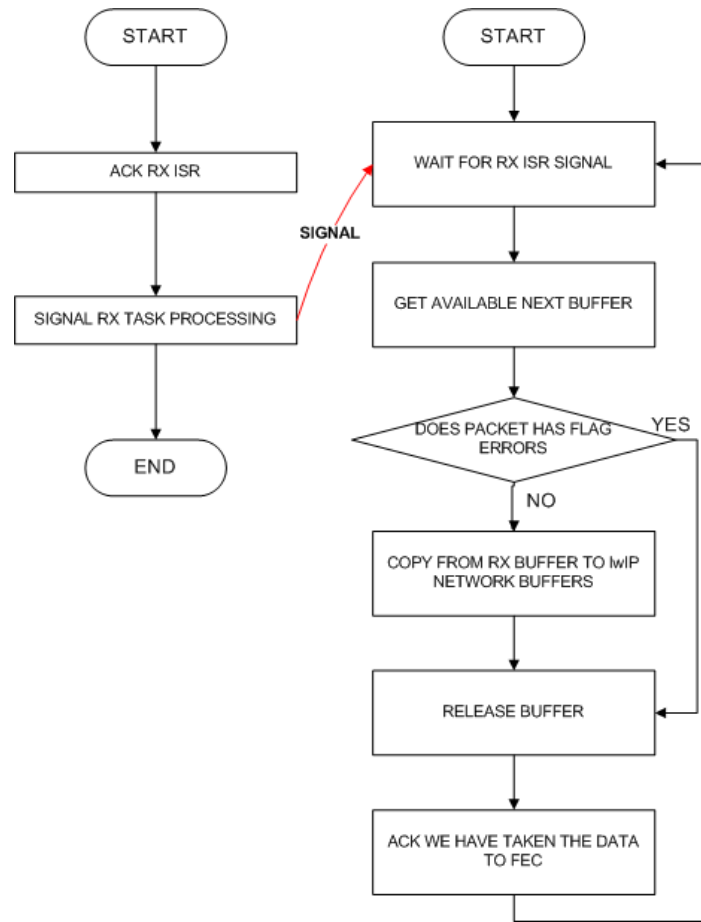 START
ACK RX ISR
SIGNAL RX TASK PROCESSING
END
SIGNAL
START
WAIT FOR RX ISR SIGNAL
GET AVAILABLE NEXT BUFFER
DOES PACKET HAS FLAG
ERRORS
YES
NO
COPY FROM RX BUFFER TO lwIP
NETWORK BUFFERS
RELEASE BUFFER
ACK WE HAVE TAKEN THE DATA
TO FEC